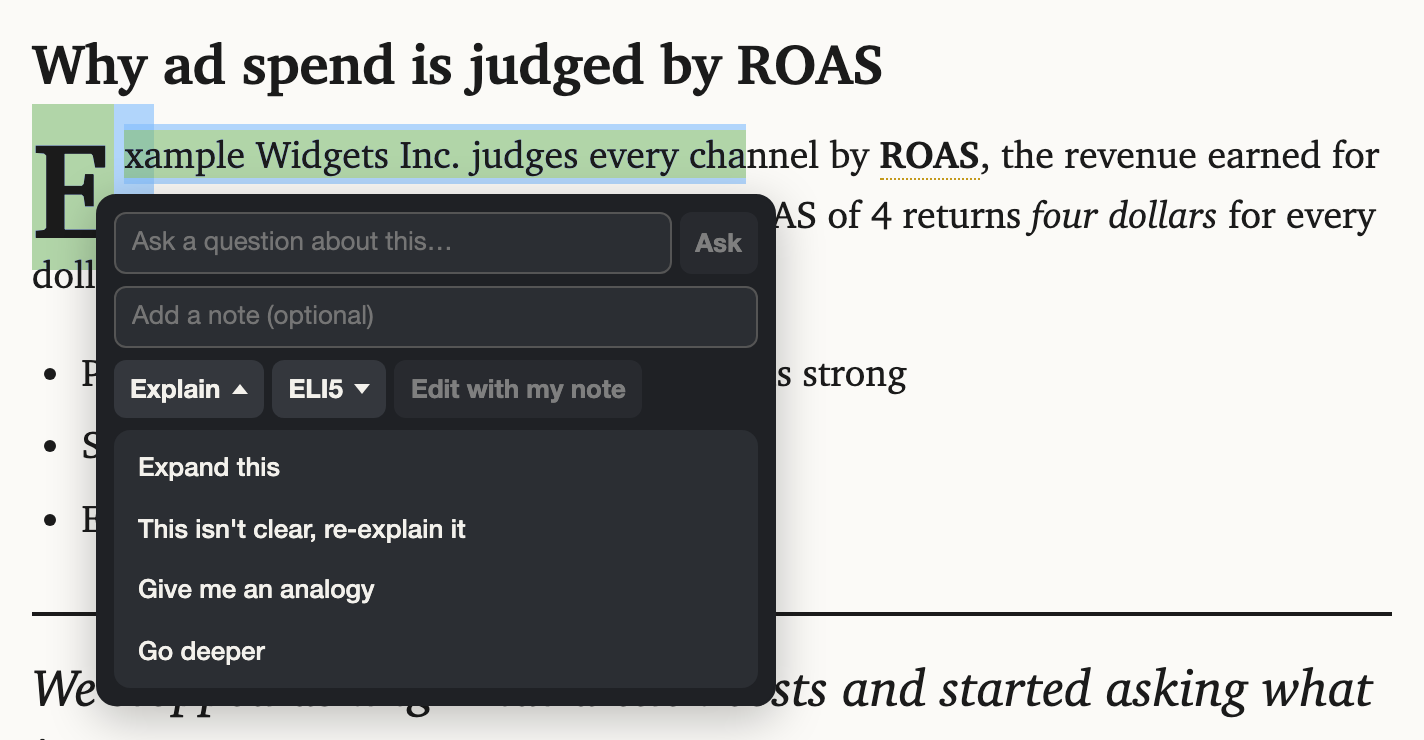 Why ad spend is judged by ROAS
Example Widgets Inc. judges every channel by ROAS, the revenue earned for
AS of 4 returns four dollars for every
doll
Ask a question about this…
Ask
Add a note (optional)
Explain ▲
ELI5 ▼
Edit with my note
• P
s strong
• S
• E
Expand this
This isn't clear, re-explain it
Give me an analogy
Go deeper
We
sts and started asking what